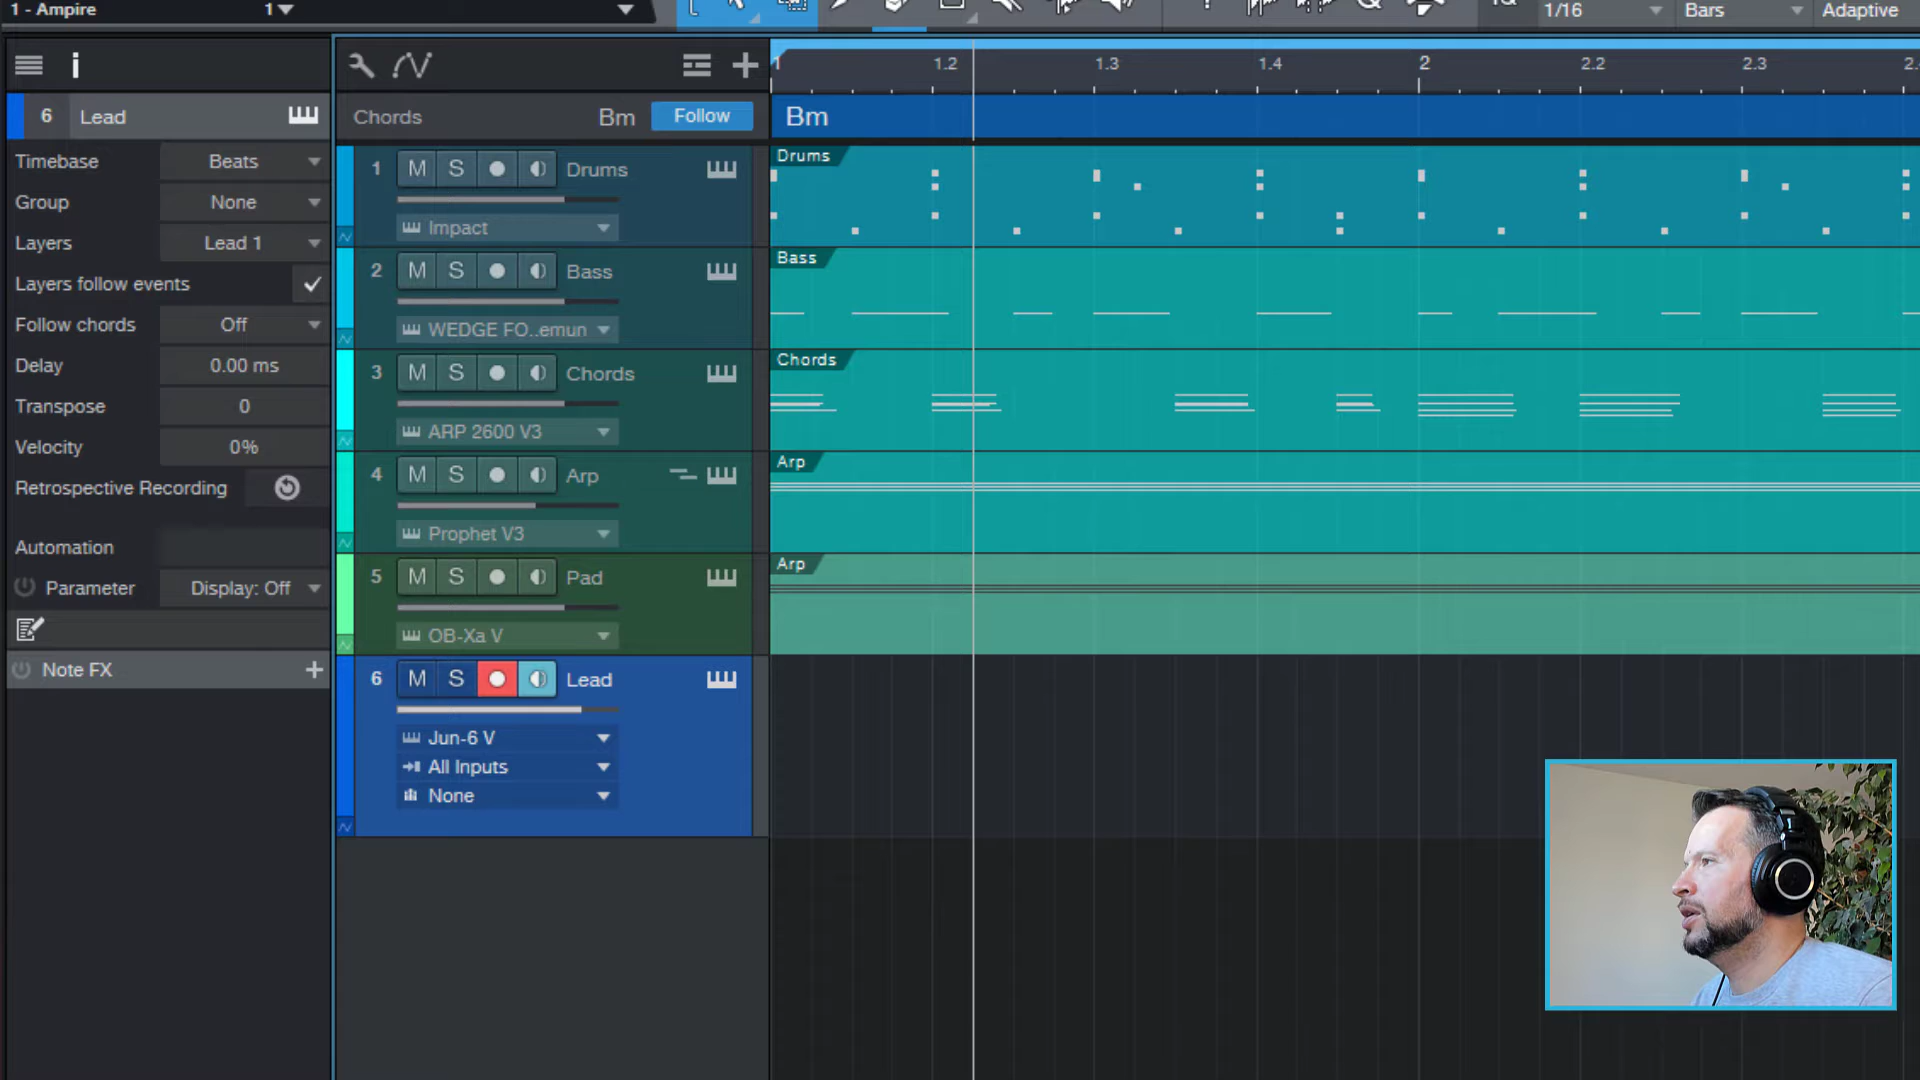 1 - Ampire
1
1/16
Bars
Adaptive
6
Lead
Timebase
Beats
Group
None
Layers
Lead 1
Layers follow events
Follow chords
Off
Delay
0.00 ms
Transpose
0
Velocity
0%
Retrospective Recording
Automation
Parameter
Display: Off
Note FX
Chords
Bm
Follow
1
1.2
1.3
1.4
2
2.2
2.3
Bm
1
M S
Drums
Impact
2
M S
Bass
WEDGE FO..emun
3
M S
Chords
ARP 2600 V3
4
M S
Arp
Prophet V3
5
M S
Pad
OB-Xa V
6
M S
Lead
Jun-6 V
All Inputs
None
Drums
Bass
Chords
Arp
Arp